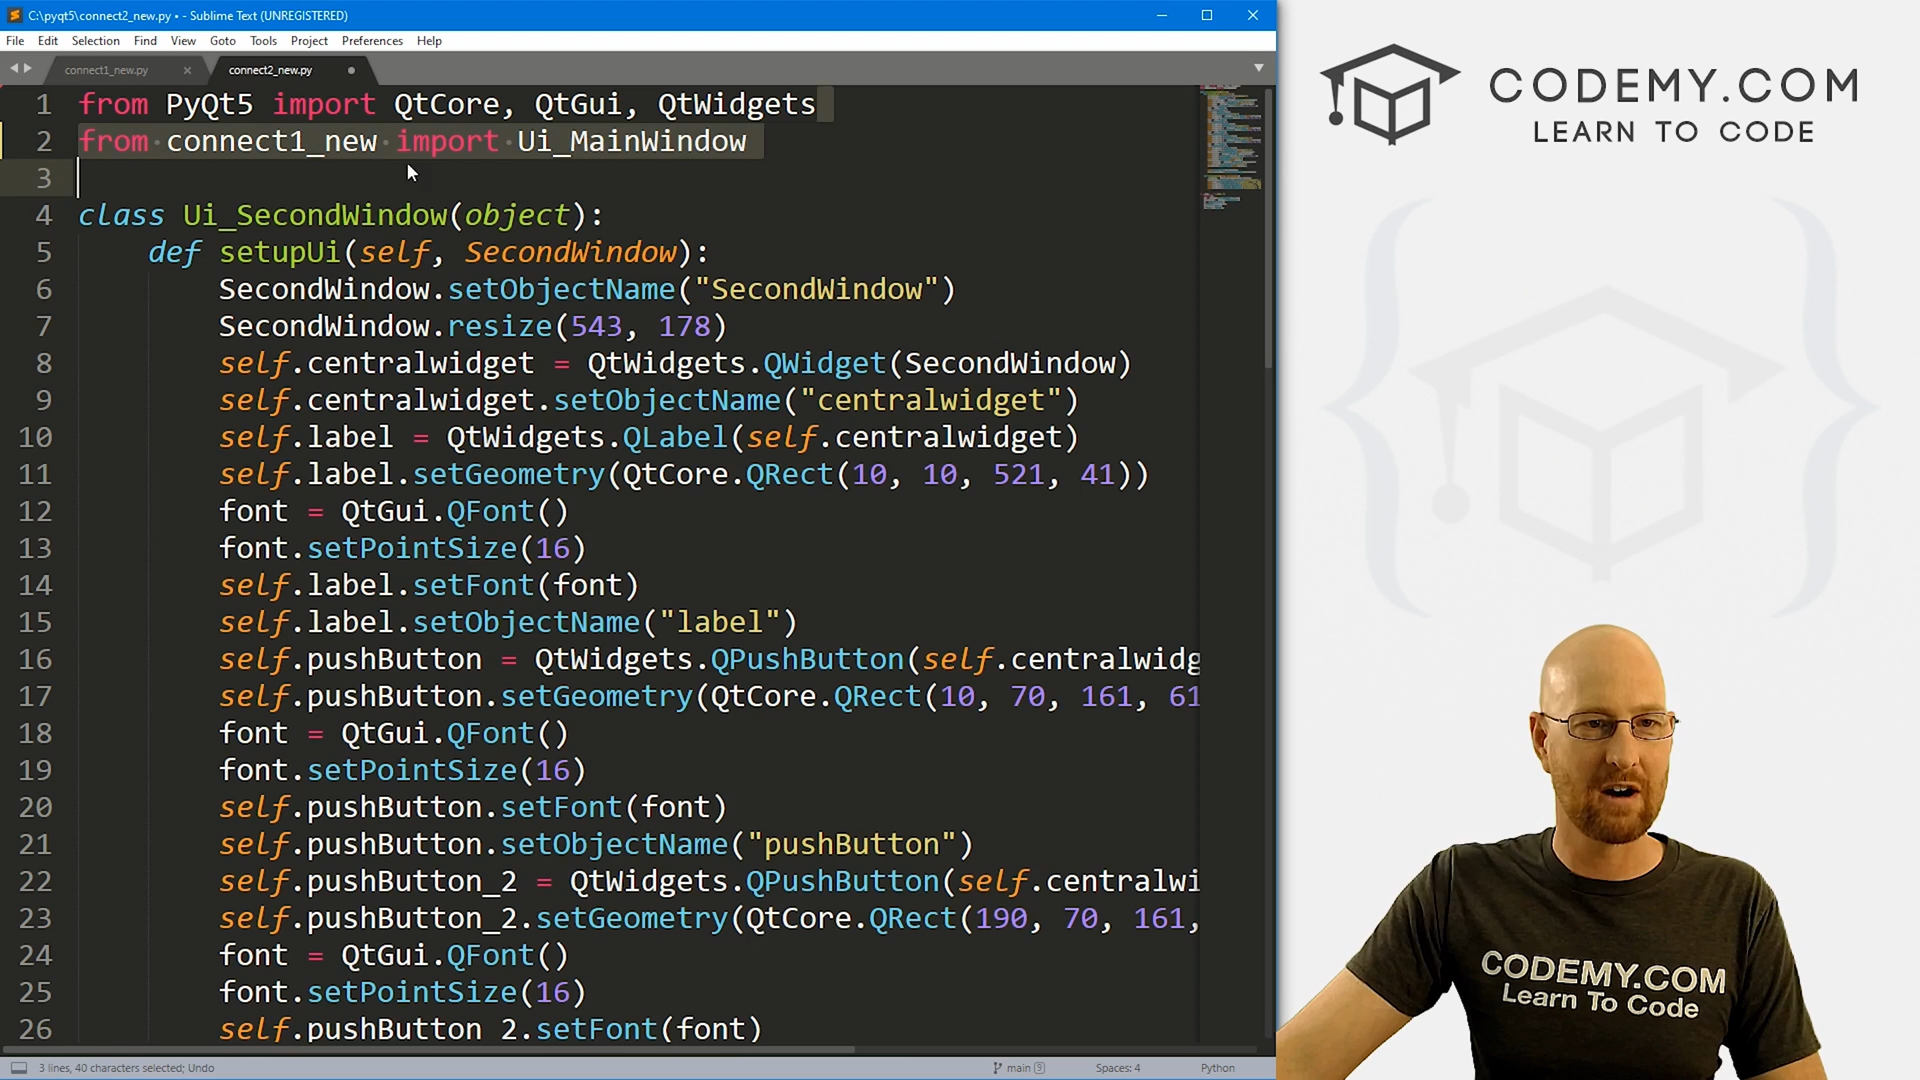 C:\pyqt5\connect2_new.py • - Sublime Text (UNREGISTERED)
File Edit Selection Find View Goto Tools Project Preferences Help
connect1_new.py connect2_new.py
1 from PyQt5 import QtCore, QtGui, QtWidgets
2 from connect1_new import Ui_MainWindow
3
4 class Ui_SecondWindow(object):
5 def setupUi(self, SecondWindow):
6 SecondWindow.setObjectName("SecondWindow")
7 SecondWindow.resize(543, 178)
8 self.centralwidget = QtWidgets.QWidget(SecondWindow)
9 self.centralwidget.setObjectName("centralwidget")
10 self.label = QtWidgets.QLabel(self.centralwidget)
11 self.label.setGeometry(QtCore.QRect(10, 10, 521, 41))
12 font = QtGui.QFont()
13 font.setPointSize(16)
14 self.label.setFont(font)
15 self.label.setObjectName("label")
16 self.pushButton = QtWidgets.QPushButton(self.centralwidg
17 self.pushButton.setGeometry(QtCore.QRect(10, 70, 161, 61
18 font = QtGui.QFont()
19 font.setPointSize(16)
20 self.pushButton.setFont(font)
21 self.pushButton.setObjectName("pushButton")
22 self.pushButton_2 = QtWidgets.QPushButton(self.centralwi
23 self.pushButton_2.setGeometry(QtCore.QRect(190, 70, 161,
24 font = QtGui.QFont()
25 font.setPointSize(16)
26 self.pushButton_2.setFont(font)
3 lines, 40 characters selected; Undo
main 9
Spaces: 4
Python
CODEMY.COM
LEARN TO CODE
CODEMY.COM
Learn To Code